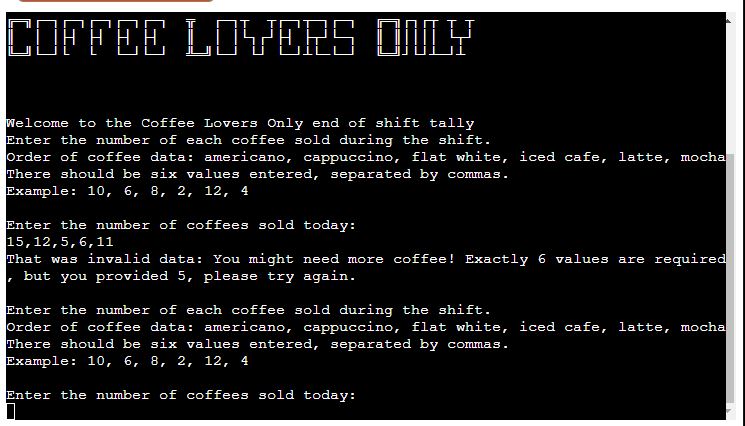 COFFEE LOVERS ONLY
Welcome to the Coffee Lovers Only end of shift tally
Enter the number of each coffee sold during the shift.
Order of coffee data: americano, cappuccino, flat white, iced cafe, latte, mocha
There should be six values entered, separated by commas.
Example: 10, 6, 8, 2, 12, 4
Enter the number of coffees sold today:
15,12,5,6,11
That was invalid data: You might need more coffee! Exactly 6 values are required
, but you provided 5, please try again.
Enter the number of each coffee sold during the shift.
Order of coffee data: americano, cappuccino, flat white, iced cafe, latte, mocha
There should be six values entered, separated by commas.
Example: 10, 6, 8, 2, 12, 4
Enter the number of coffees sold today: